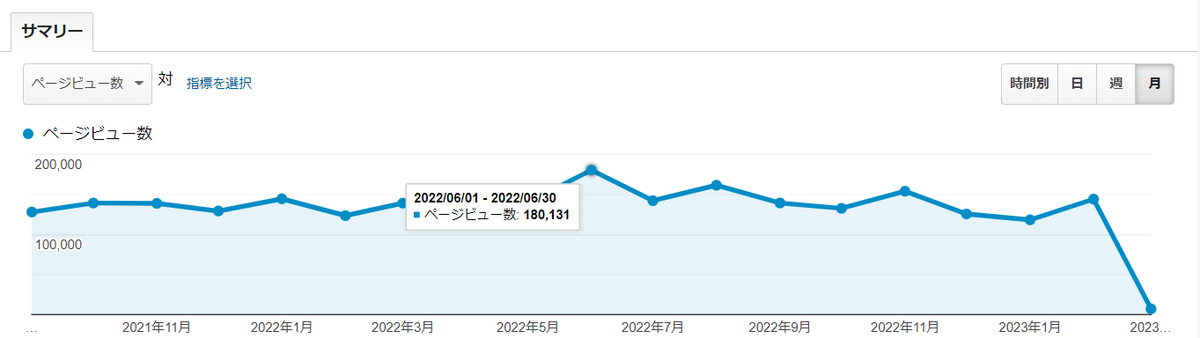 サマリー
ページビュー数 対 指標を選択 時間別 日 週 月
ページビュー数
200,000
2022/06/01 - 2022/06/30
ページビュー数: 180,131
100,000
... 2021年11月 2022年1月 2022年3月 2022年5月 2022年7月 2022年9月 2022年11月 2023年1月 2023...